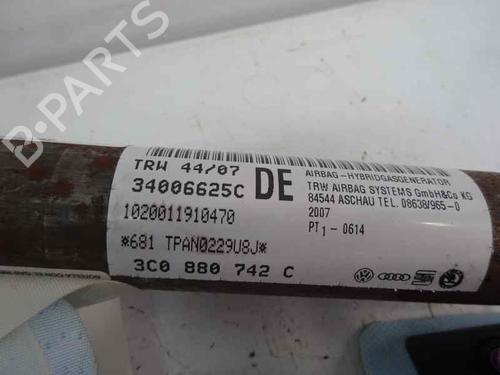 B-PARTS
TRW 44/07
34006625C
DE
1020011910470
*681 TPAN0229U8J*
3C0 880 742 C
AIRBAG-HYBRIDGASGENERATOR
TRW AIRBAG SYSTEMS GmbH&Co KG
84544 ASCHAU TEL. 08638/965-0
2007
PT1-0614